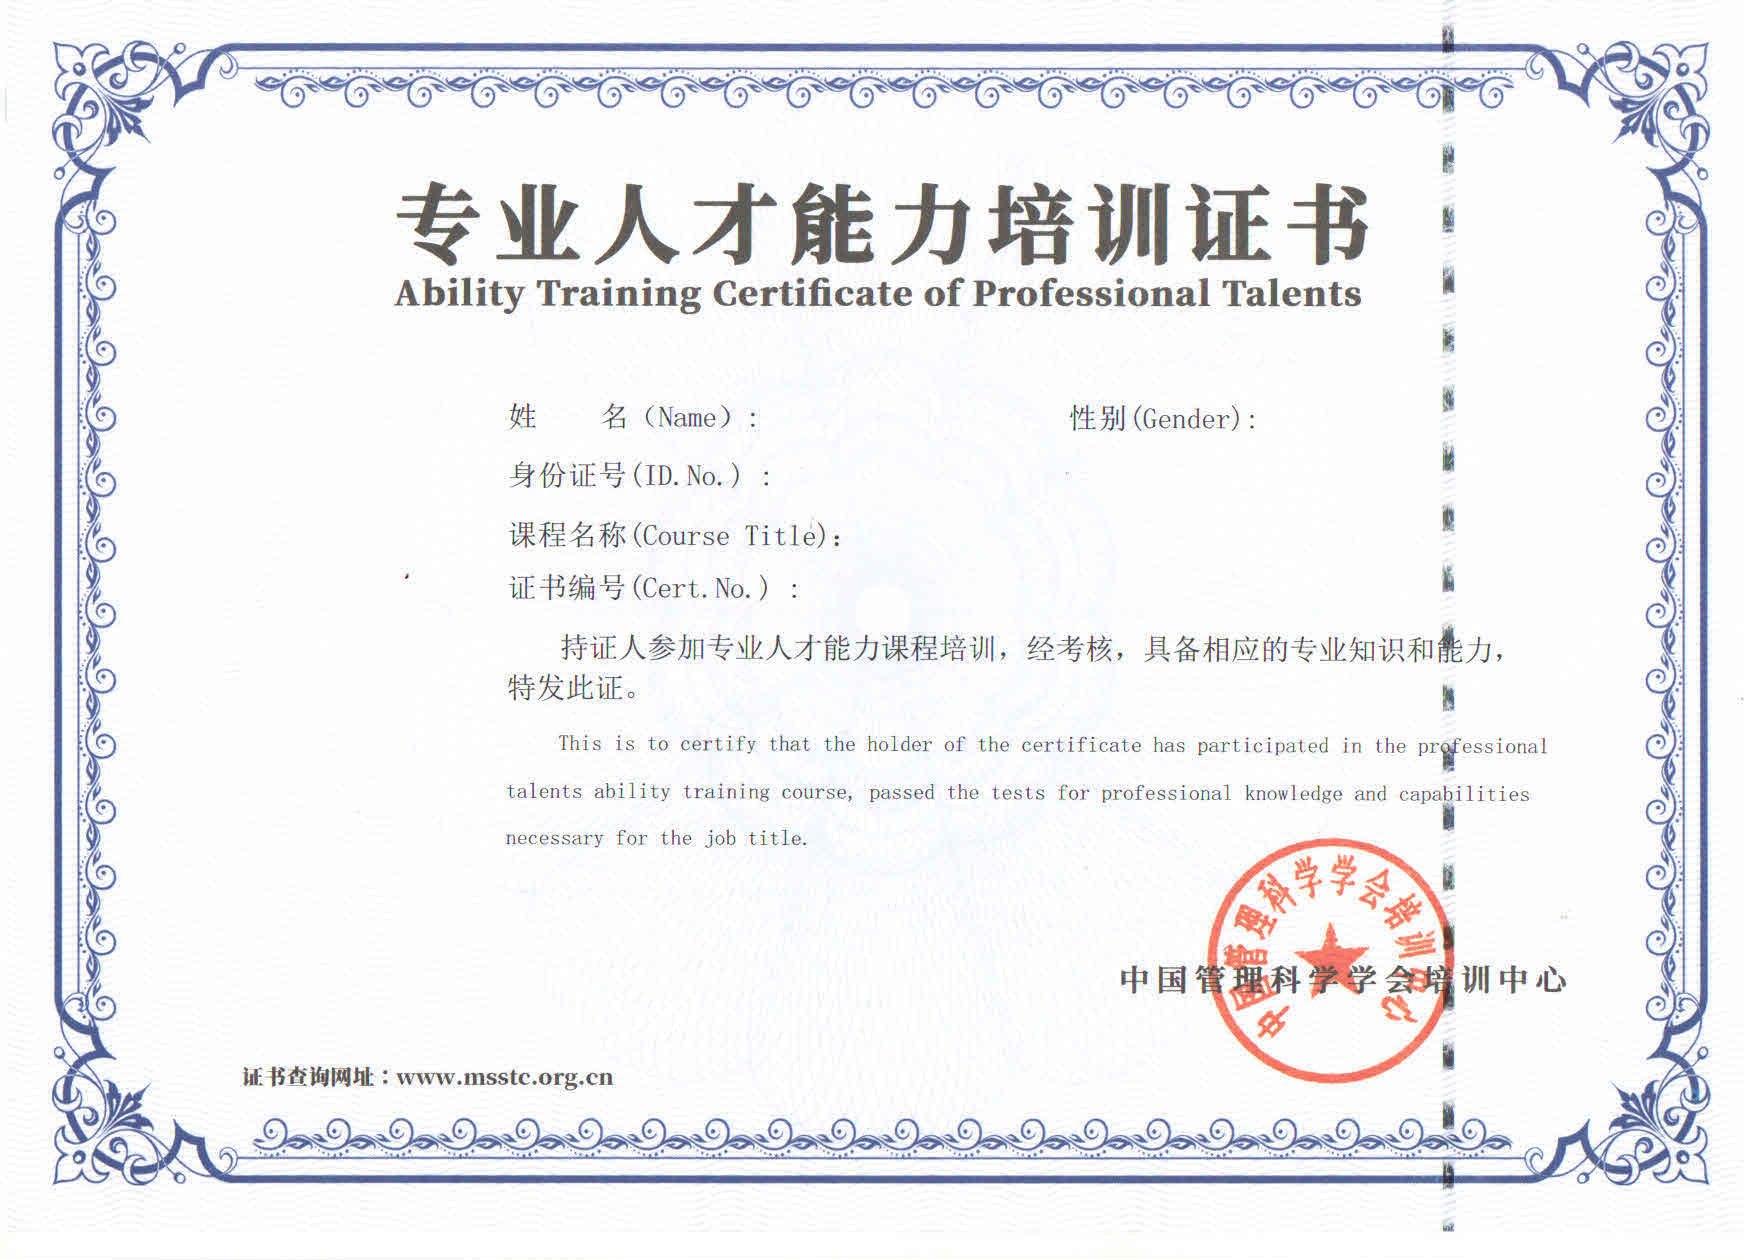 专业人才能力培训证书
Ability Training Certificate of Professional Talents
姓 名（Name）: 性别(Gender):
身份证号(ID.No.) :
课程名称(Course Title):
证书编号(Cert.No.) :
持证人参加专业人才能力课程培训，经考核，具备相应的专业知识和能力，
特发此证。
This is to certify that the holder of the certificate has participated in the professional
talents ability training course, passed the tests for professional knowledge and capabilities
necessary for the job title.
中国管理科学学会培训中心
中国管理科学学会培训中心
证书查询网址：www.msstc.org.cn